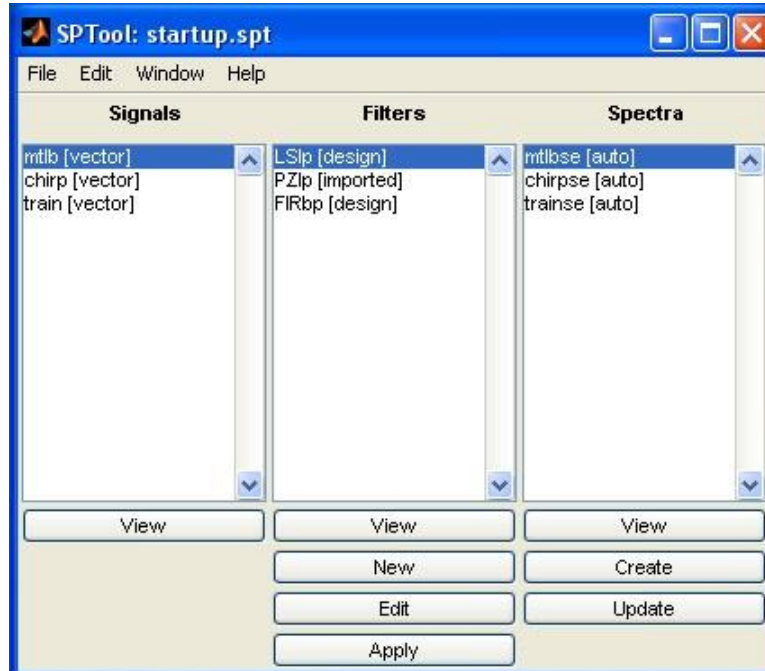 SPTool: startup.spt
File Edit Window Help
Signals
mtlb [vector]
chirp [vector]
train [vector]
View
Filters
LSlp [design]
PZlp [imported]
FIRbp [design]
View
New
Edit
Apply
Spectra
mtlbse [auto]
chirpse [auto]
trainse [auto]
View
Create
Update